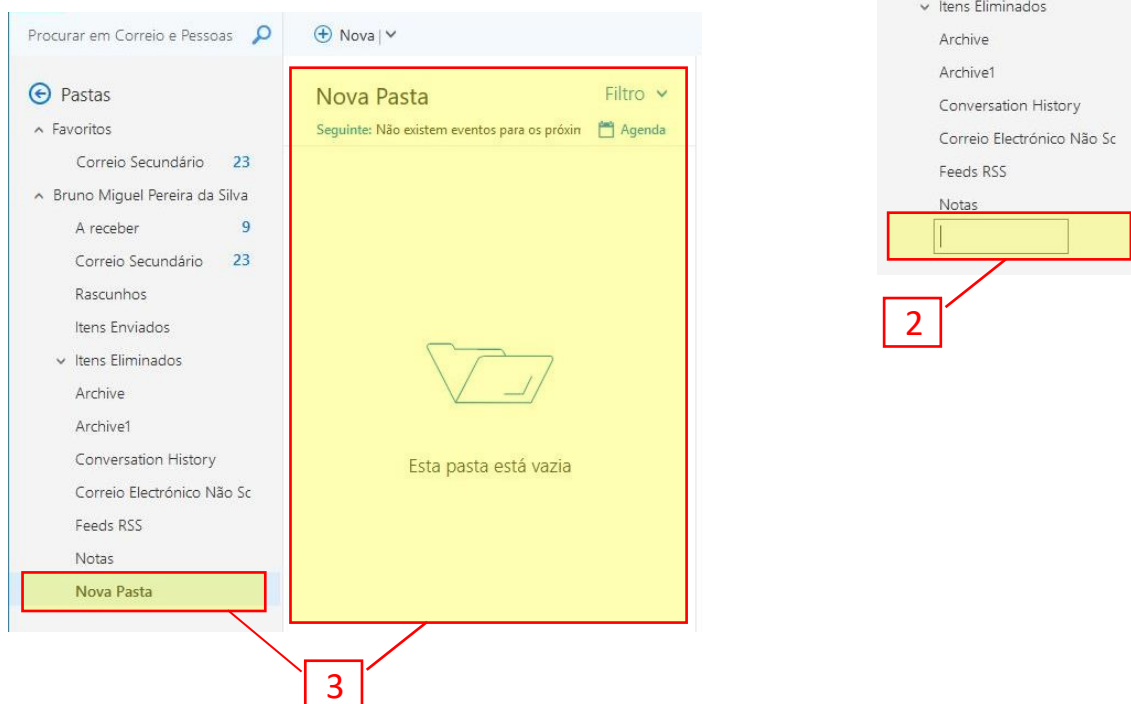 Procurar em Correio e Pessoas
Nova |
Pastas
Favoritos
Correio Secundário 23
Bruno Miguel Pereira da Silva
A receber 9
Correio Secundário 23
Rascunhos
Itens Enviados
Itens Eliminados
Archive
Archive1
Conversation History
Correio Electrónico Não Sc
Feeds RSS
Notas
Nova Pasta
Nova Pasta Filtro
Seguinte: Não existem eventos para os próxin Agenda
Esta pasta está vazia
3
Itens Eliminados
Archive
Archive1
Conversation History
Correio Electrónico Não Sc
Feeds RSS
Notas
2